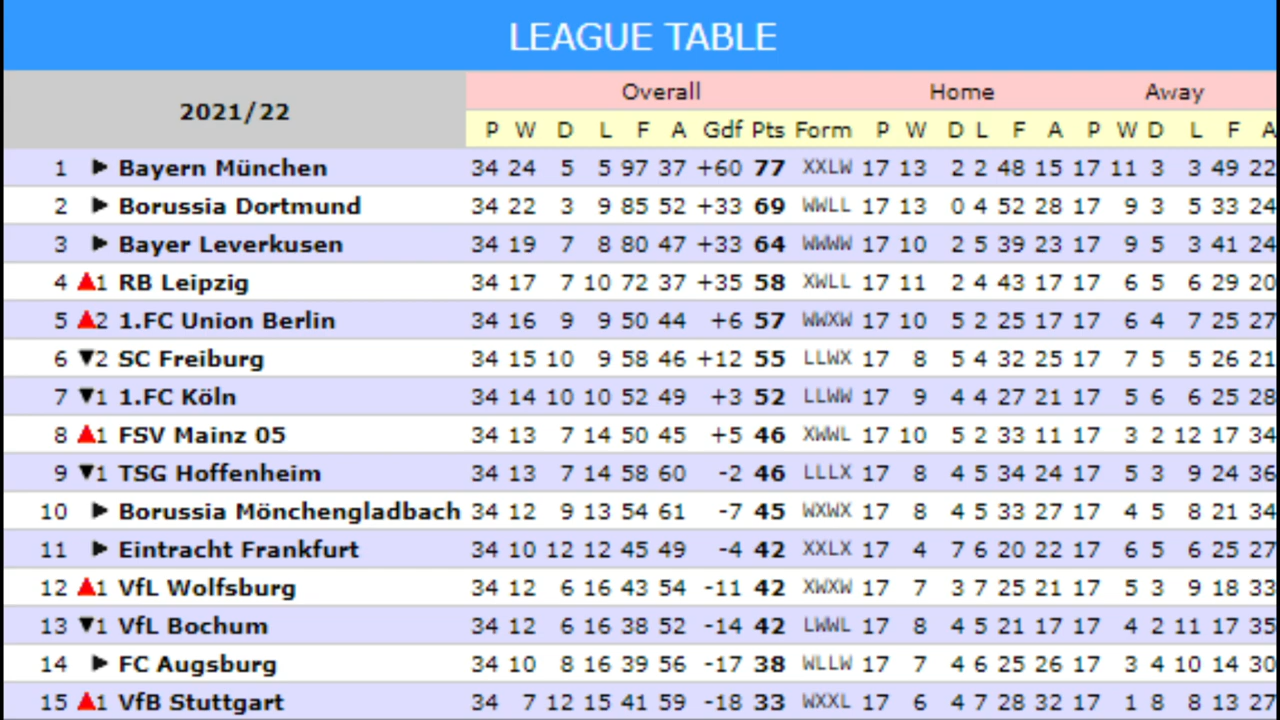 LEAGUE TABLE
2021/22 Overall Home Away
P W D L F A Gdf Pts Form P W D L F A P W D L F A
1 ► Bayern München 34 24 5 5 97 37 +60 77 XXLW 17 13 2 2 48 15 17 11 3 3 49 22
2 ► Borussia Dortmund 34 22 3 9 85 52 +33 69 WWLL 17 13 0 4 52 28 17 9 3 5 33 24
3 ► Bayer Leverkusen 34 19 7 8 80 47 +33 64 WWWW 17 10 2 5 39 23 17 9 5 3 41 24
4 ▲1 RB Leipzig 34 17 7 10 72 37 +35 58 XWLL 17 11 2 4 43 17 17 6 5 6 29 20
5 ▲2 1.FC Union Berlin 34 16 9 9 50 44 +6 57 WWXW 17 10 5 2 25 17 17 6 4 7 25 27
6 ▼2 SC Freiburg 34 15 10 9 58 46 +12 55 LLWX 17 8 5 4 32 25 17 7 5 5 26 21
7 ▼1 1.FC Köln 34 14 10 10 52 49 +3 52 LLWW 17 9 4 4 27 21 17 5 6 6 25 28
8 ▲1 FSV Mainz 05 34 13 7 14 50 45 +5 46 XWWL 17 10 5 2 33 11 17 3 2 12 17 34
9 ▼1 TSG Hoffenheim 34 13 7 14 58 60 -2 46 LLLX 17 8 4 5 34 24 17 5 3 9 24 36
10 ► Borussia Mönchengladbach 34 12 9 13 54 61 -7 45 WXWX 17 8 4 5 33 27 17 4 5 8 21 34
11 ► Eintracht Frankfurt 34 10 12 12 45 49 -4 42 XXLX 17 4 7 6 20 22 17 6 5 6 25 27
12 ▲1 VfL Wolfsburg 34 12 6 16 43 54 -11 42 XWXW 17 7 3 7 25 21 17 5 3 9 18 33
13 ▼1 VfL Bochum 34 12 6 16 38 52 -14 42 LWWL 17 8 4 5 21 17 17 4 2 11 17 35
14 ► FC Augsburg 34 10 8 16 39 56 -17 38 WLLW 17 7 4 6 25 26 17 3 4 10 14 30
15 ▲1 VfB Stuttgart 34 7 12 15 41 59 -18 33 WXXL 17 6 4 7 28 32 17 1 8 8 13 27